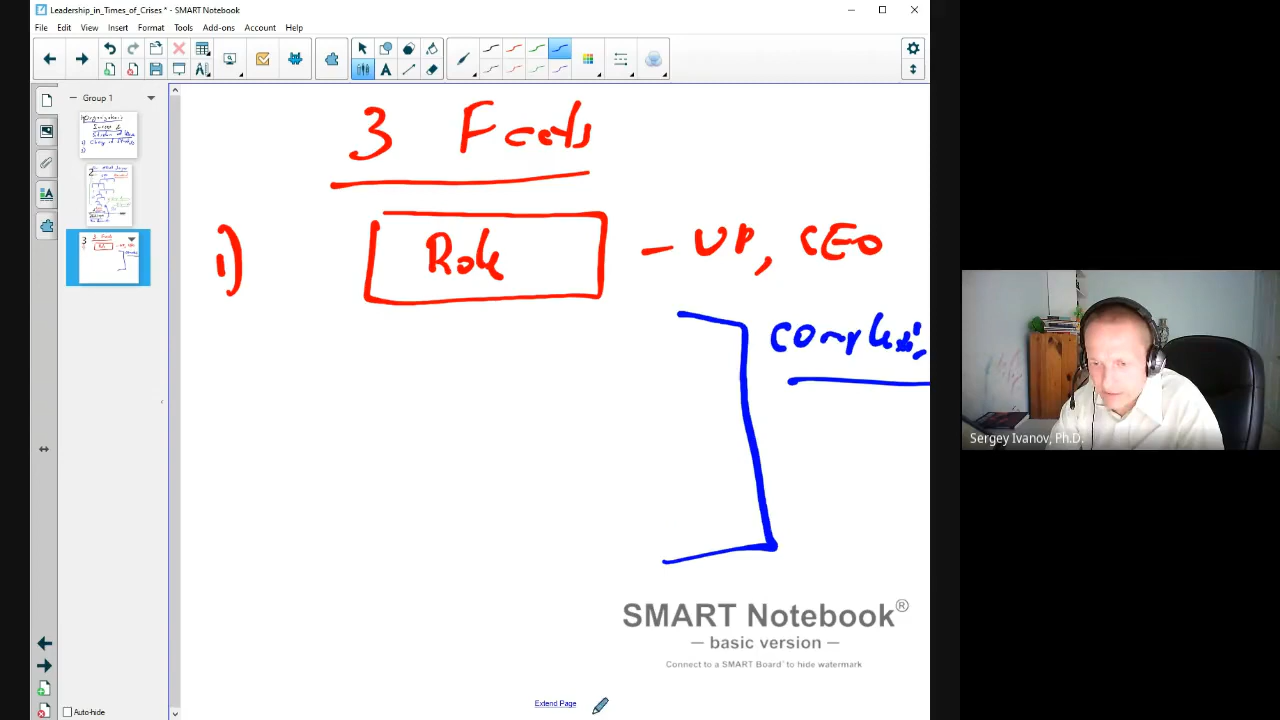 Leadership_in_Times_of_Crises * - SMART Notebook
File Edit View Insert Format Tools Add-ons Account Help
Group 1
3 Facts
1) Role - VP, CEO
SMART Notebook®
— basic version —
Connect to a SMART Board™ to hide watermark
Extend Page
Auto-hide
Sergey Ivanov, Ph.D.